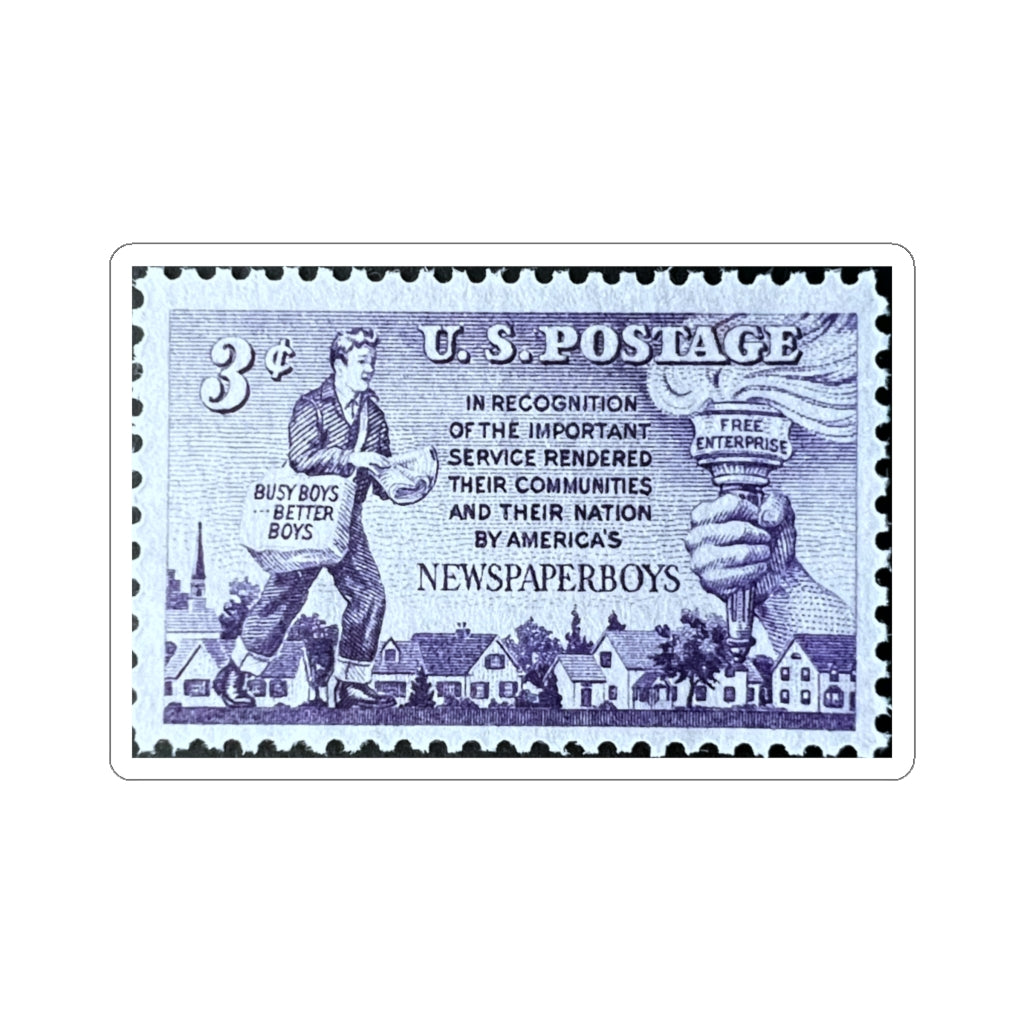 3¢
U.S. POSTAGE
IN RECOGNITION
OF THE IMPORTANT
SERVICE RENDERED
THEIR COMMUNITIES
AND THEIR NATION
BY AMERICA'S
NEWSPAPERBOYS
FREE
ENTERPRISE
BUSY BOYS
...BETTER
BOYS